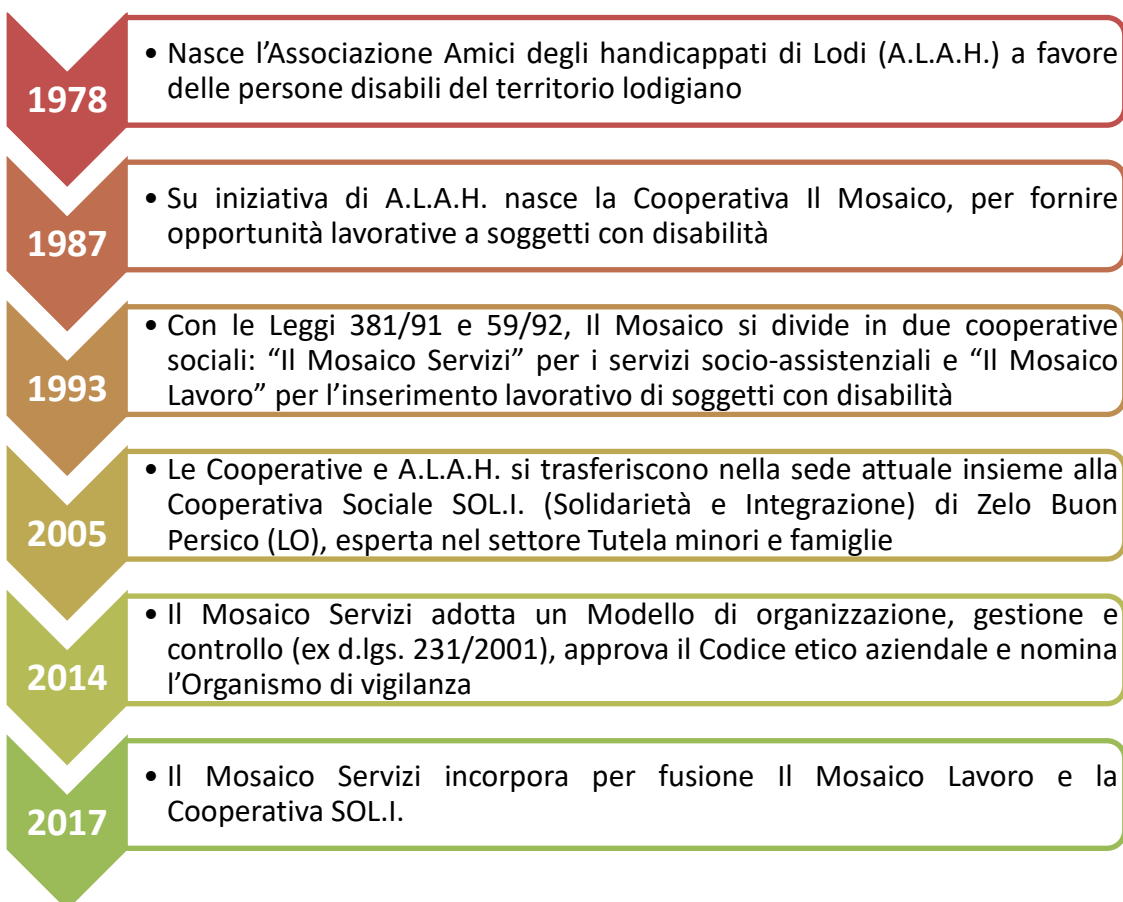 1978
• Nasce l’Associazione Amici degli handicappati di Lodi (A.L.A.H.) a favore
delle persone disabili del territorio lodigiano
1987
• Su iniziativa di A.L.A.H. nasce la Cooperativa Il Mosaico, per fornire
opportunità lavorative a soggetti con disabilità
1993
• Con le Leggi 381/91 e 59/92, Il Mosaico si divide in due cooperative
sociali: “Il Mosaico Servizi” per i servizi socio-assistenziali e “Il Mosaico
Lavoro” per l’inserimento lavorativo di soggetti con disabilità
2005
• Le Cooperative e A.L.A.H. si trasferiscono nella sede attuale insieme alla
Cooperativa Sociale SOL.I. (Solidarietà e Integrazione) di Zelo Buon
Persico (LO), esperta nel settore Tutela minori e famiglie
2014
• Il Mosaico Servizi adotta un Modello di organizzazione, gestione e
controllo (ex d.lgs. 231/2001), approva il Codice etico aziendale e nomina
l’Organismo di vigilanza
2017
• Il Mosaico Servizi incorpora per fusione Il Mosaico Lavoro e la
Cooperativa SOL.I.